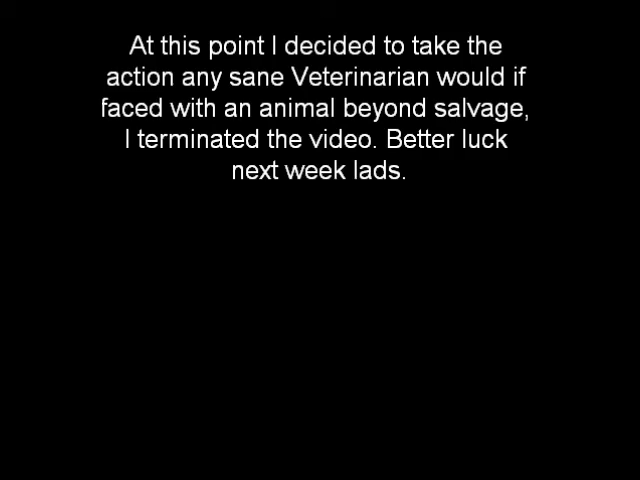 At this point I decided to take the
action any sane Veterinarian would if
faced with an animal beyond salvage,
I terminated the video. Better luck
next week lads.